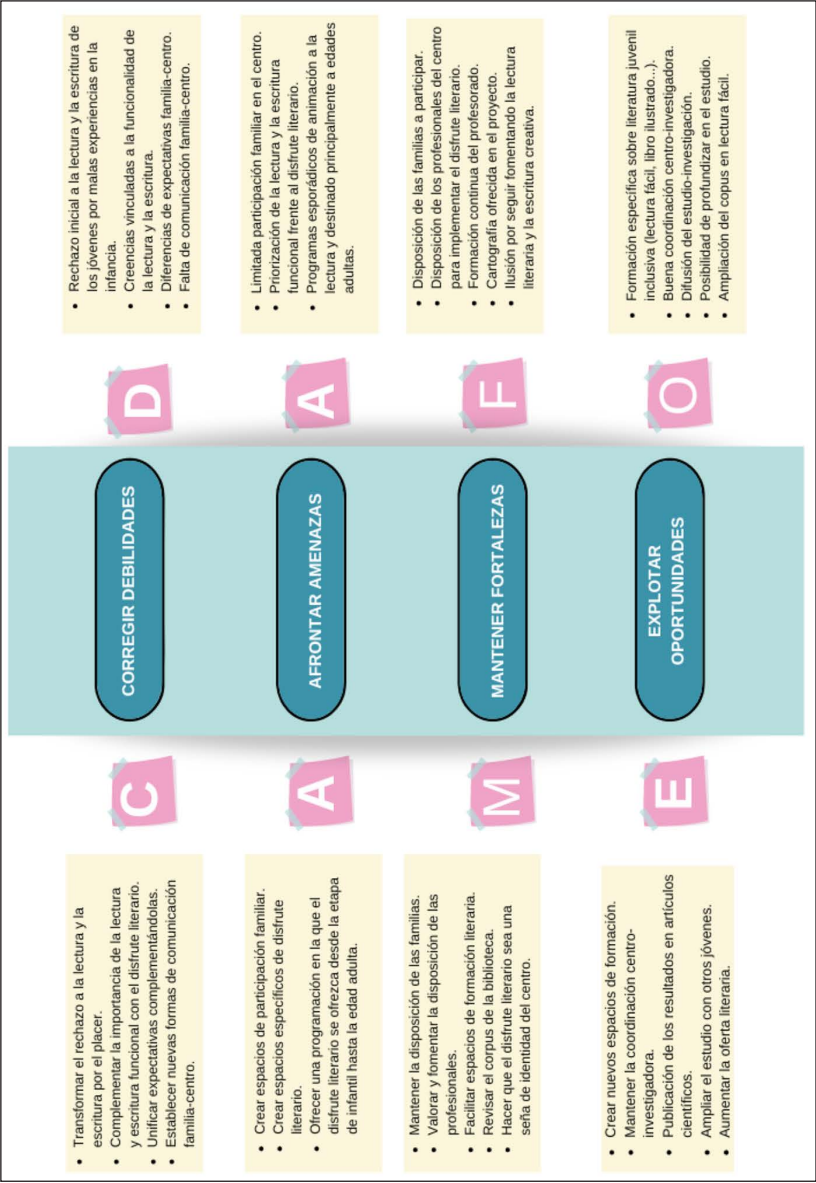 • Transformar el rechazo a la lectura y la
escritura por el placer.
• Complementar la importancia de la lectura
y escritura funcional con el disfrute literario.
• Unificar expectativas complementándolas.
• Establecer nuevas formas de comunicación
familia-centro.
C
CORREGIR DEBILIDADES
D
• Rechazo inicial a la lectura y la escritura de
los jóvenes por malas experiencias en la
infancia.
• Creencias vinculadas a la funcionalidad de
la lectura y la escritura.
• Diferencias de expectativas familia-centro.
• Falta de comunicación familia-centro.
• Crear espacios de participación familiar.
• Crear espacios específicos de disfrute
literario.
• Ofrecer una programación en la que el
disfrute literario se ofrezca desde la etapa
de infantil hasta la edad adulta.
A
AFRONTAR AMENAZAS
A
• Limitada participación familiar en el centro.
• Priorización de la lectura y la escritura
funcional frente al disfrute literario.
• Programas esporádicos de animación a la
lectura y destinado principalmente a edades
adultas.
• Mantener la disposición de las familias.
• Valorar y fomentar la disposición de las
profesionales.
• Facilitar espacios de formación literaria.
• Revisar el corpus de la biblioteca.
• Hacer que el disfrute literario sea una
seña de identidad del centro.
M
MANTENER FORTALEZAS
F
• Disposición de las familias a participar.
• Disposición de los profesionales del centro
para implementar el disfrute literario.
• Formación continua del profesorado.
• Cartografía ofrecida en el proyecto.
• Ilusión por seguir fomentando la lectura
literaria y la escritura creativa.
• Crear nuevos espacios de formación.
• Mantener la coordinación centro-
investigadora.
• Publicación de los resultados en artículos
científicos.
• Ampliar el estudio con otros jóvenes.
• Aumentar la oferta literaria.
E
EXPLOTAR
OPORTUNIDADES
O
• Formación específica sobre literatura juvenil
inclusiva (lectura fácil, libro ilustrado...).
• Buena coordinación centro-investigadora.
• Difusión del estudio-investigación.
• Posibilidad de profundizar en el estudio.
• Ampliación del copus en lectura fácil.